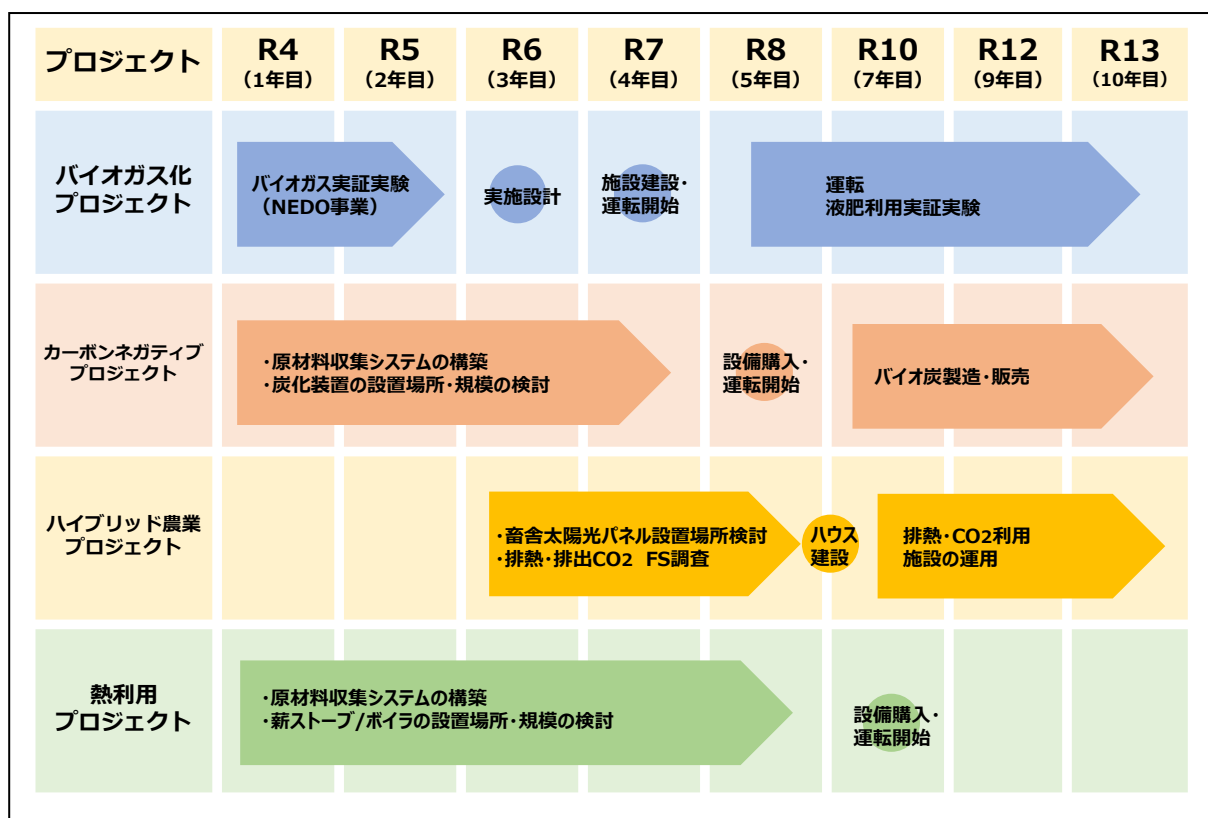 プロジェクト
R4
(1年目)
R5
(2年目)
R6
(3年目)
R7
(4年目)
R8
(5年目)
R10
(7年目)
R12
(9年目)
R13
(10年目)
バイオガス化
プロジェクト
バイオガス実証実験
(NEDO事業)
実施設計
施設建設・
運転開始
運転
液肥利用実証実験
カーボンネガティブ
プロジェクト
・原材料収集システムの構築
・炭化装置の設置場所・規模の検討
設備購入・
運転開始
バイオ炭製造・販売
ハイブリッド農業
プロジェクト
・畜舎太陽光パネル設置場所検討
・排熱・排出CO2 FS調査
ハウス
建設
排熱・CO2利用
施設の運用
熱利用
プロジェクト
・原材料収集システムの構築
・薪ストーブ/ボイラの設置場所・規模の検討
設備購入・
運転開始